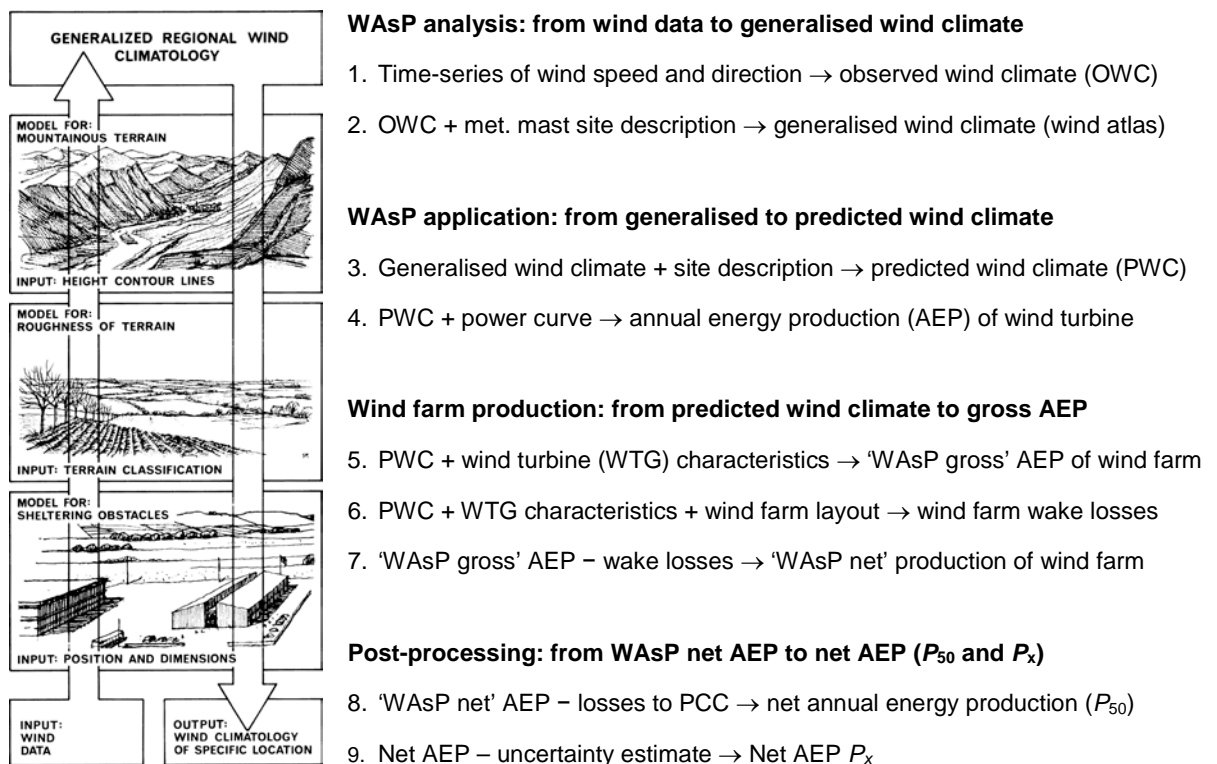 GENERALIZED REGIONAL WIND
CLIMATOLOGY
MODEL FOR:
MOUNTAINOUS TERRAIN
INPUT: HEIGHT CONTOUR LINES
MODEL FOR:
ROUGHNESS OF TERRAIN
INPUT: TERRAIN CLASSIFICATION
MODEL FOR:
SHELTERING OBSTACLES
INPUT: POSITION AND DIMENSIONS
INPUT:
WIND
DATA
OUTPUT:
WIND CLIMATOLOGY
OF SPECIFIC LOCATION
WAsP analysis: from wind data to generalised wind climate
1. Time-series of wind speed and direction → observed wind climate (OWC)
2. OWC + met. mast site description → generalised wind climate (wind atlas)
WAsP application: from generalised to predicted wind climate
3. Generalised wind climate + site description → predicted wind climate (PWC)
4. PWC + power curve → annual energy production (AEP) of wind turbine
Wind farm production: from predicted wind climate to gross AEP
5. PWC + wind turbine (WTG) characteristics → ‘WAsP gross’ AEP of wind farm
6. PWC + WTG characteristics + wind farm layout → wind farm wake losses
7. ‘WAsP gross’ AEP − wake losses → ‘WAsP net’ production of wind farm
Post-processing: from WAsP net AEP to net AEP (P50 and Px)
8. ‘WAsP net’ AEP − losses to PCC → net annual energy production (P50)
9. Net AEP – uncertainty estimate → Net AEP Px